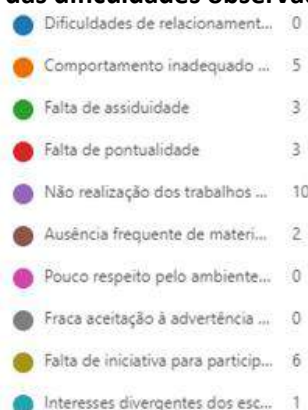 das dificuldades observad
Dificuldades de relacionament... 0
Comportamento inadequado ... 5
Falta de assiduidade 3
Falta de pontualidade 3
Não realização dos trabalhos ... 10
Ausência frequente de materi... 2
Pouco respeito pelo ambiente... 0
Fraca aceitação à advertência ... 0
Falta de iniciativa para particip... 6
Interesses divergentes dos esc... 1